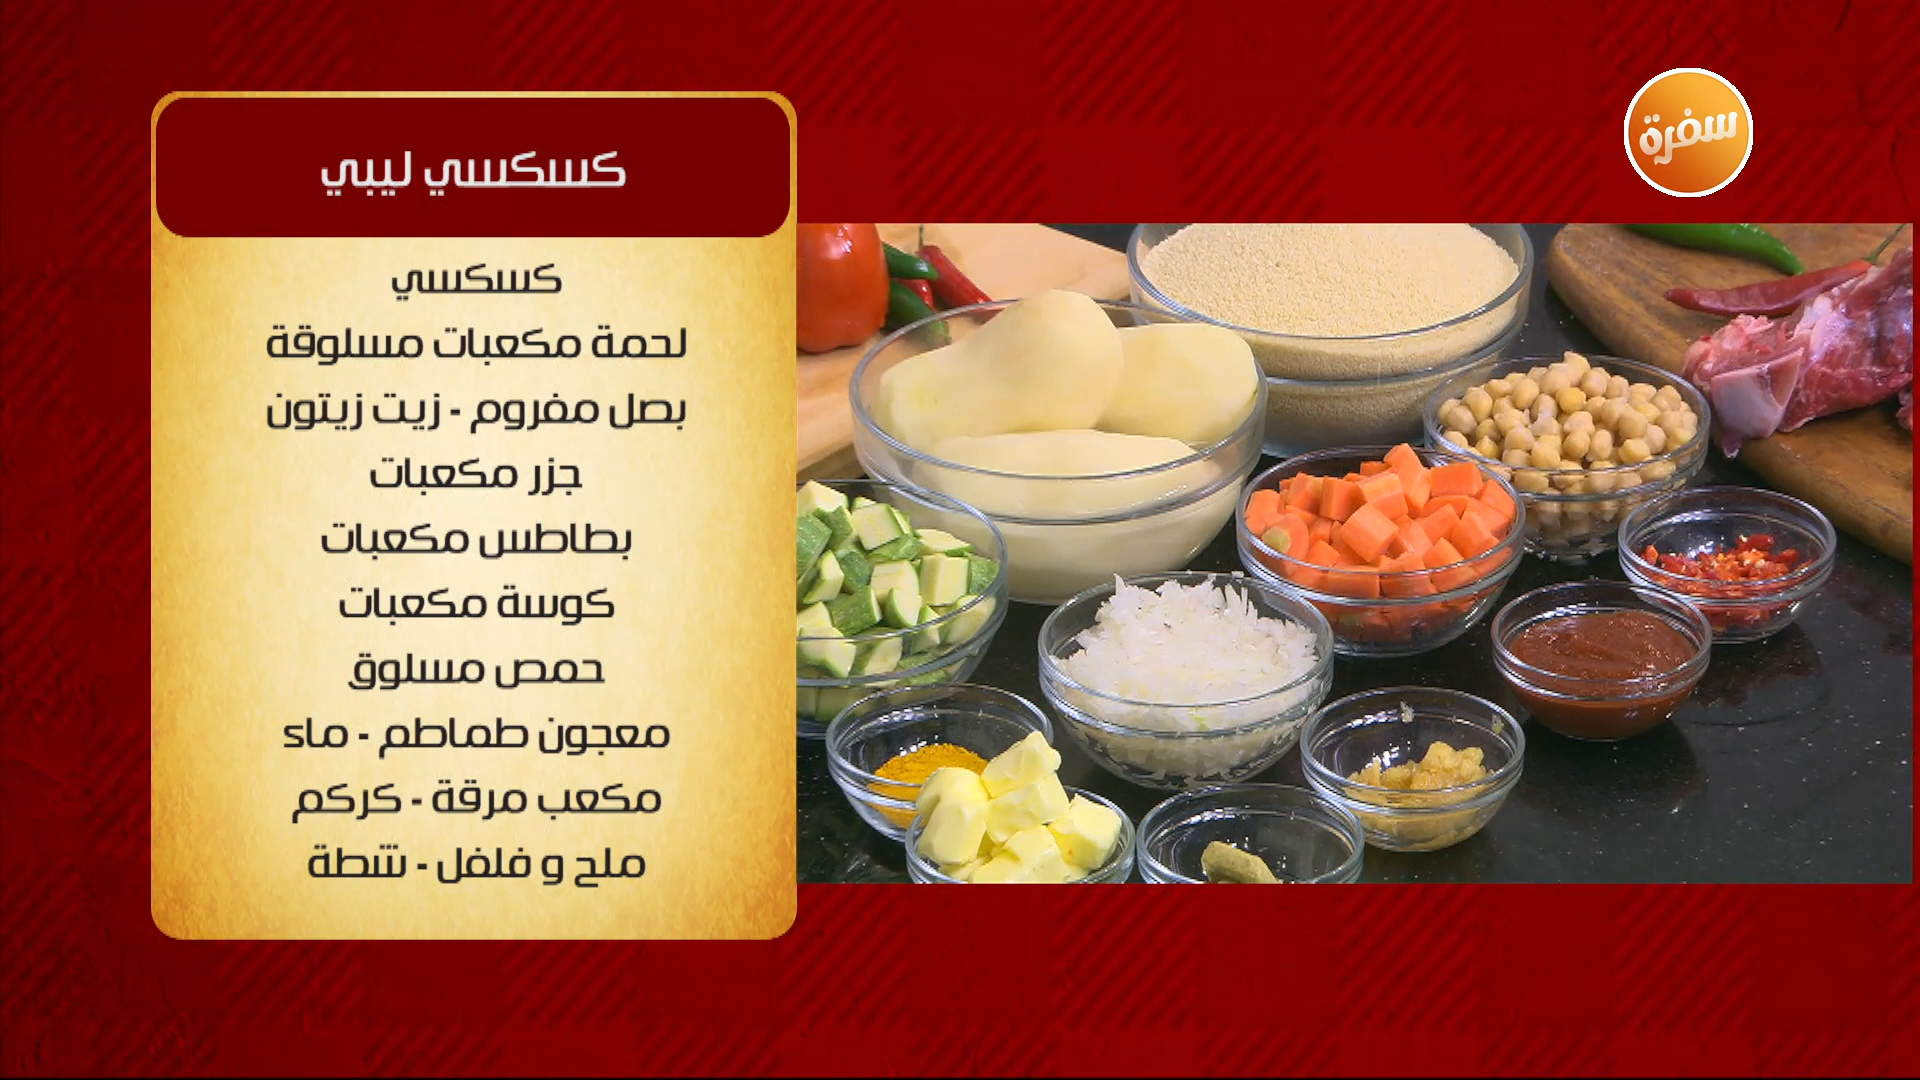 كسكسي ليبي
كسكسي
لحمة مكعبات مسلوقة
بصل مفروم - زيت زيتون
جزر مكعبات
بطاطس مكعبات
كوسة مكعبات
حمص مسلوق
معجون طماطم - ماء
مكعب مرقة - كركم
ملح و فلفل - شطة
سفرة